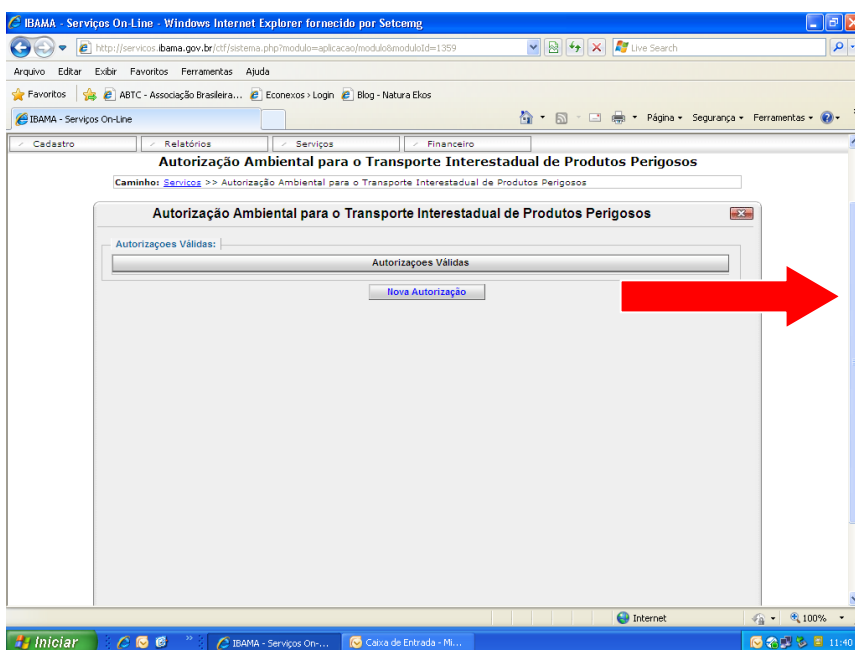 IBAMA - Serviços On-Line - Windows Internet Explorer fornecido por Setcemg
http://servicos.ibama.gov.br/ctf/sistema.php?modulo=aplicacao/modulo&moduloId=1359
Live Search
Arquivo Editar Exibir Favoritos Ferramentas Ajuda
Favoritos ABTC - Associação Brasileira... Econexos > Login Blog - Natura Ekos
IBAMA - Serviços On-Line
Página Segurança Ferramentas
Cadastro Relatórios Serviços Financeiro
Autorização Ambiental para o Transporte Interestadual de Produtos Perigosos
Caminho: Servicos >> Autorização Ambiental para o Transporte Interestadual de Produtos Perigosos
Autorização Ambiental para o Transporte Interestadual de Produtos Perigosos
Autorizaçoes Válidas:
Autorizaçoes Válidas
Nova Autorização
Internet 100%
Iniciar IBAMA - Serviços On-... Caixa de Entrada - Mi... 11:40